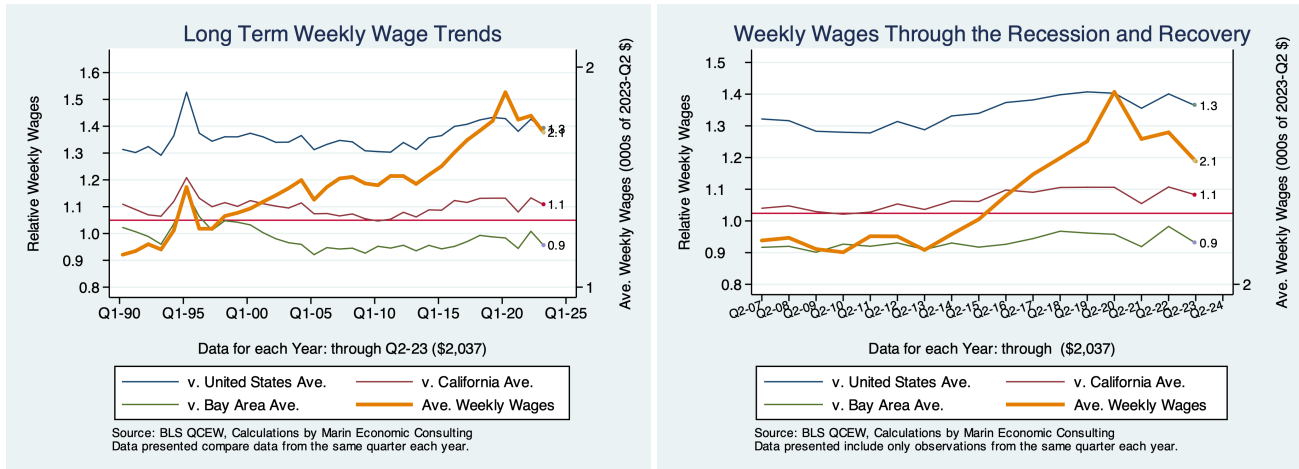 Long Term Weekly Wage Trends
Relative Weekly Wages
1.6
1.5
1.4
1.3
1.2
1.1
1.0
0.9
0.8
2
1
Ave. Weekly Wages (000s of 2023-Q2 $)
1.3
2.1
1.1
0.9
Q1-90 Q1-95 Q1-00 Q1-05 Q1-10 Q1-15 Q1-20 Q1-25
Data for each Year: through Q2-23 ($2,037)
v. United States Ave. v. California Ave.
v. Bay Area Ave. Ave. Weekly Wages
Source: BLS QCEW, Calculations by Marin Economic Consulting
Data presented compare data from the same quarter each year.
Weekly Wages Through the Recession and Recovery
Relative Weekly Wages
1.5
1.4
1.3
1.2
1.1
1.0
0.9
0.8
2
Ave. Weekly Wages (000s of 2023-Q2 $)
1.3
2.1
1.1
0.9
Q2-07 Q2-08 Q2-09 Q2-10 Q2-11 Q2-12 Q2-13 Q2-14 Q2-15 Q2-16 Q2-17 Q2-18 Q2-19 Q2-20 Q2-21 Q2-22 Q2-23 Q2-24
Data for each Year: through ($2,037)
v. United States Ave. v. California Ave.
v. Bay Area Ave. Ave. Weekly Wages
Source: BLS QCEW, Calculations by Marin Economic Consulting
Data presented include only observations from the same quarter each year.